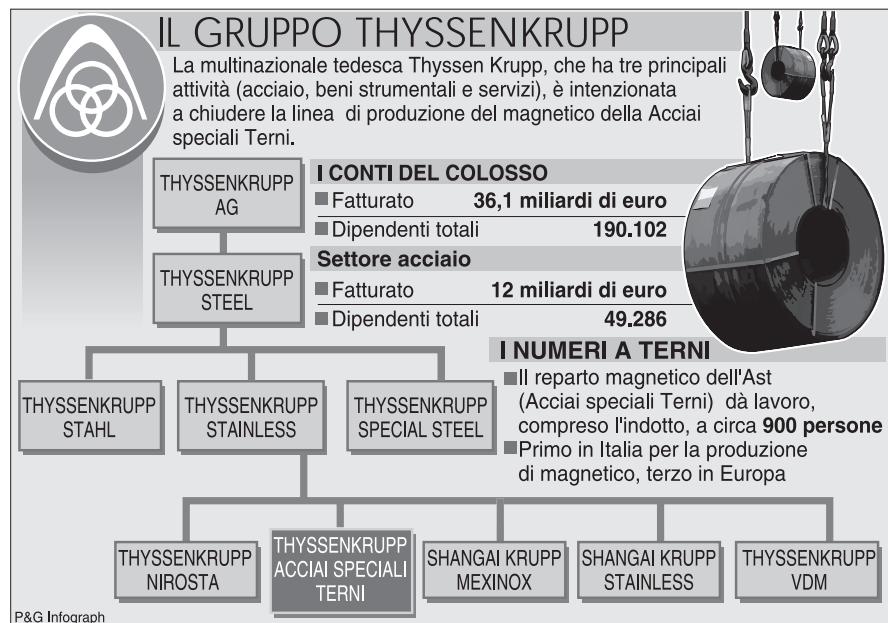 IL GRUPPO THYSSENKRUPP
La multinazionale tedesca Thyssen Krupp, che ha tre principali
attività (acciaio, beni strumentali e servizi), è intenzionata
a chiudere la linea di produzione del magnetico della Acciai
speciali Terni.
THYSSENKRUPP
AG
I CONTI DEL COLOSSO
Fatturato 36,1 miliardi di euro
Dipendenti totali 190.102
THYSSENKRUPP
STEEL
Settore acciaio
Fatturato 12 miliardi di euro
Dipendenti totali 49.286
I NUMERI A TERNI
Il reparto magnetico dell'Ast
(Acciai speciali Terni) dà lavoro,
compreso l'indotto, a circa 900 persone
Primo in Italia per la produzione
di magnetico, terzo in Europa
THYSSENKRUPP
STAHL
THYSSENKRUPP
STAINLESS
THYSSENKRUPP
SPECIAL STEEL
THYSSENKRUPP
NIROSTA
THYSSENKRUPP
ACCIAI SPECIALI
TERNI
SHANGAI KRUPP
MEXINOX
SHANGAI KRUPP
STAINLESS
THYSSENKRUPP
VDM
P&G Infograph